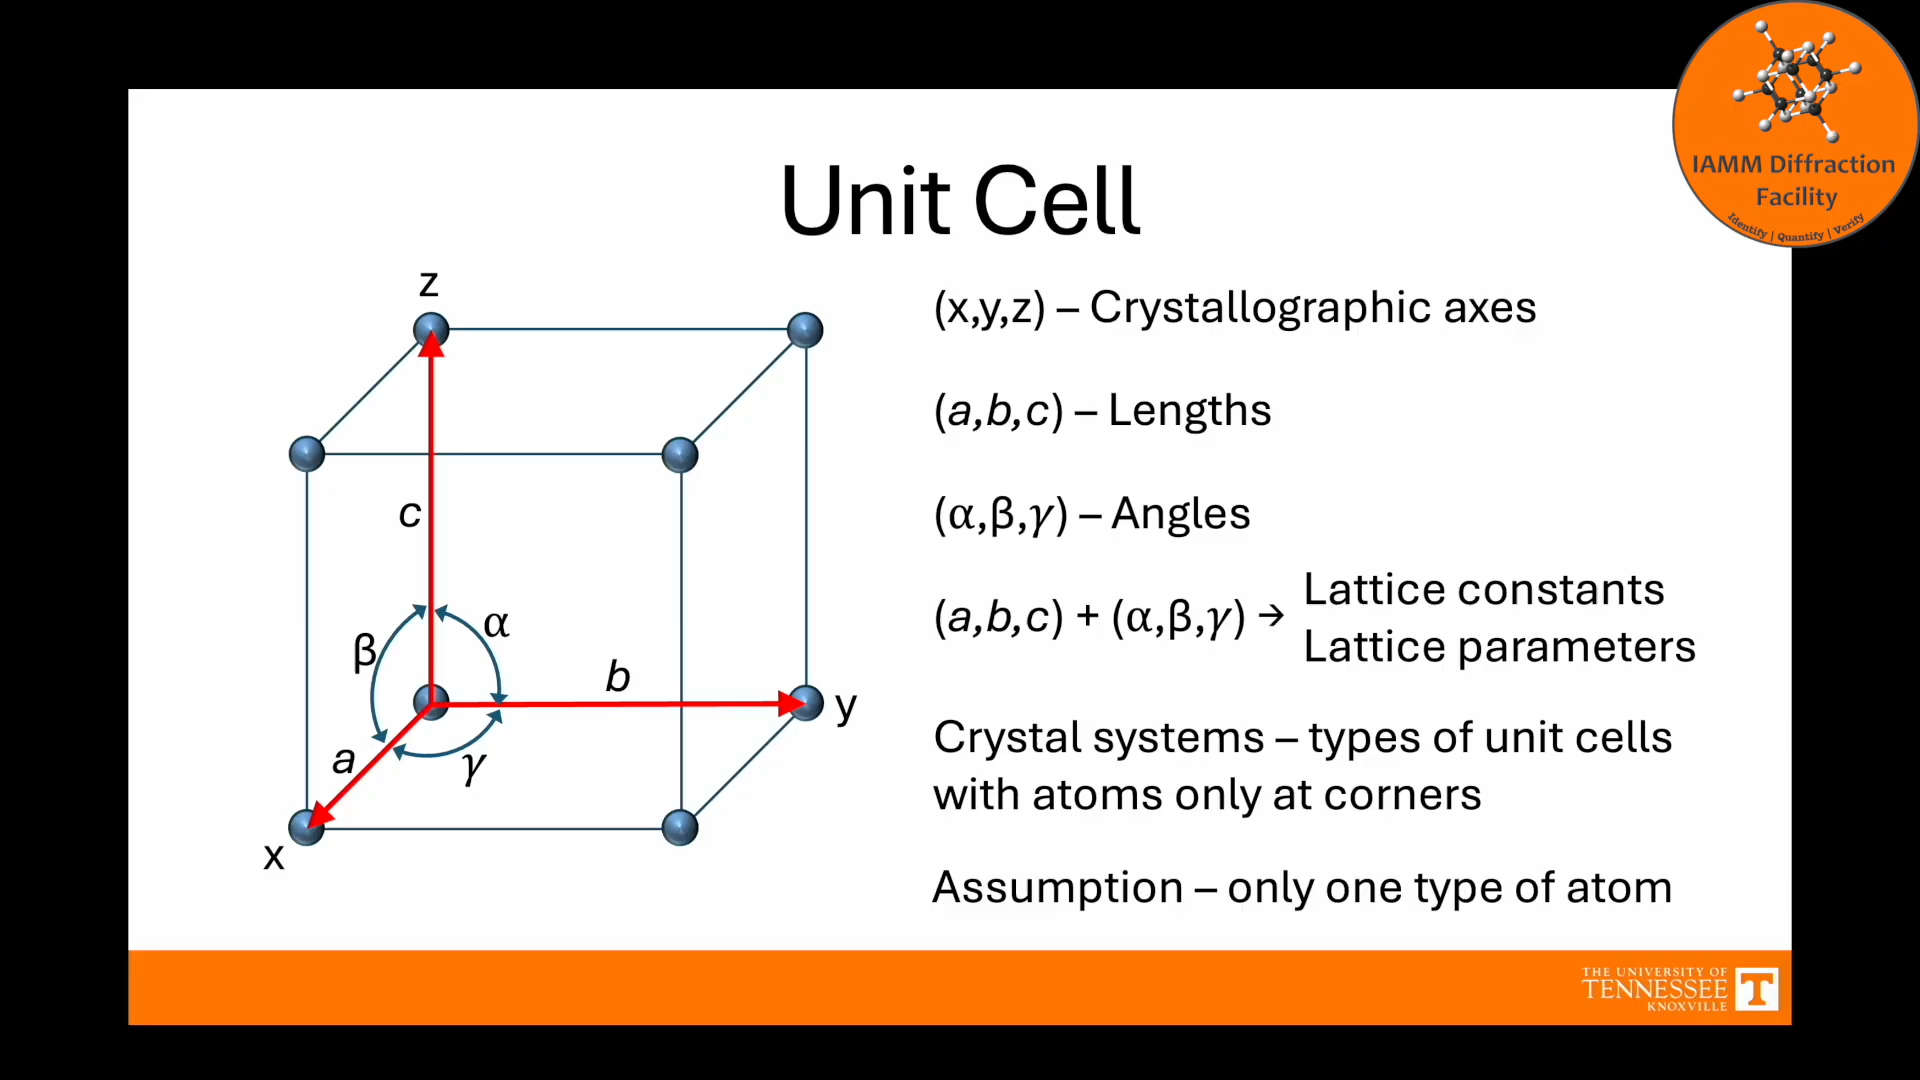 IAMM Diffraction
Facility
Identify | Quantify | Verify
Unit Cell
z
c
β
α
b
y
a
γ
x
(x,y,z) – Crystallographic axes
(a,b,c) – Lengths
(α,β,γ) – Angles
(a,b,c) + (α,β,γ) → Lattice constants
Lattice parameters
Crystal systems – types of unit cells
with atoms only at corners
Assumption – only one type of atom
THE UNIVERSITY OF
TENNESSEE
KNOXVILLE
T